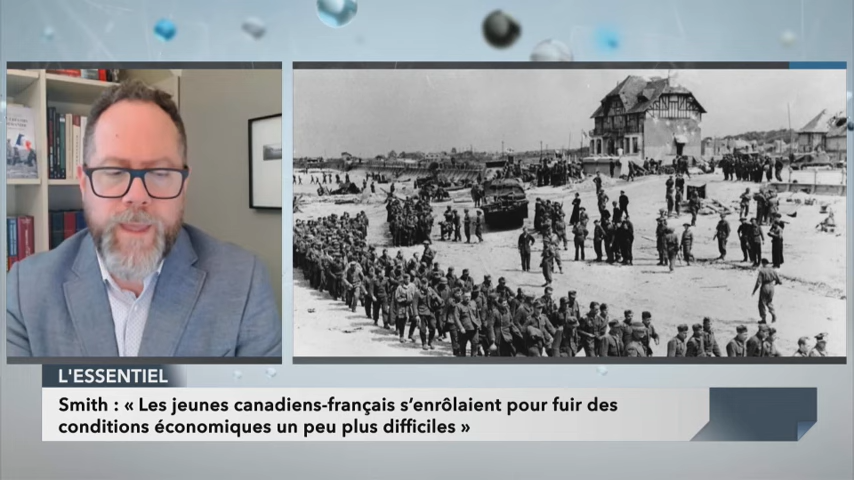 L'ESSENTIEL
Smith : « Les jeunes canadiens-français s'enrôlaient pour fuir des
conditions économiques un peu plus difficiles »